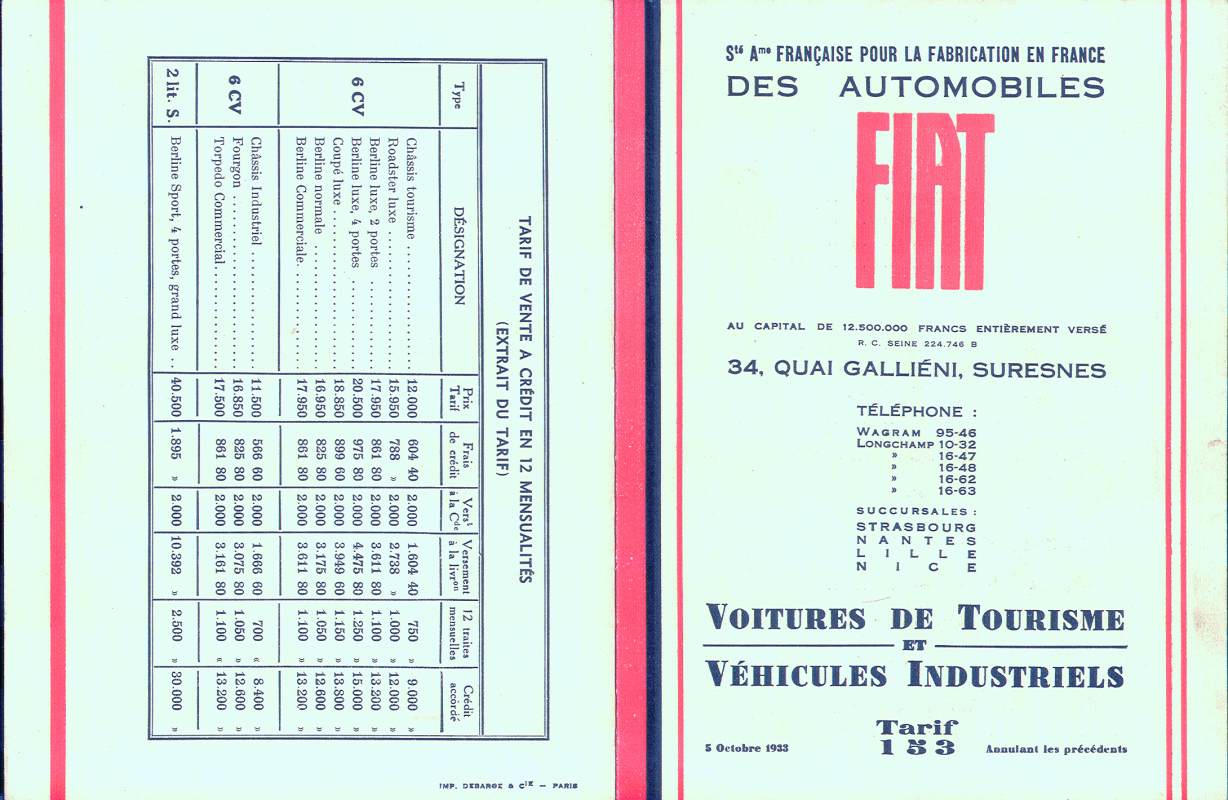 TARIF DE VENTE A CRÉDIT EN 12 MENSUALITÉS
(EXTRAIT DU TARIF)
Type DÉSIGNATION Prix Tarif Frais de crédit Vers^t à la C^de Versement à la livr^on 12 traites mensuelles Crédit accordé
6 CV
Châssis tourisme 12.000 604 40 2.000 1.604 40 750 » 9.000 »
Roadster luxe 15.950 788 » 2.000 2.738 » 1.000 » 12.000 »
Berline luxe, 2 portes 17.950 861 80 2.000 3.611 80 1.100 » 13.200 »
Berline luxe, 4 portes 20.500 975 80 2.000 4.475 80 1.250 » 15.000 »
Coupé luxe 18.850 899 60 2.000 3.949 60 1.150 » 13.800 »
Berline normale 16.950 825 80 2.000 3.175 80 1.050 » 12.600 »
Berline Commerciale 17.950 861 80 2.000 3.611 80 1.100 » 13.200 »
6 CV
Châssis Industriel 11.500 566 60 2.000 1.666 60 700 « 8.400 »
Fourgon 16.850 825 80 2.000 3.075 80 1.050 » 12.600 »
Torpedo Commercial 17.500 861 80 2.000 3.161 80 1.100 « 13.200 »
2 lit. S. Berline Sport, 4 portes, grand luxe 40.500 1.895 » 2.000 10.392 » 2.500 » 30.000 »
IMP. DEBARGE & C^IE — PARIS
S^té A^me FRANÇAISE POUR LA FABRICATION EN FRANCE
DES AUTOMOBILES
FIAT
AU CAPITAL DE 12.500.000 FRANCS ENTIÈREMENT VERSÉ
R. C. SEINE 224.746 B
34, QUAI GALLIÉNI, SURESNES
TÉLÉPHONE :
WAGRAM 95-46
LONGCHAMP 10-32
» 16-47
» 16-48
» 16-62
» 16-63
SUCCURSALES :
STRASBOURG
NANTES
LILLE
NICE
VOITURES DE TOURISME
ET
VÉHICULES INDUSTRIELS
Tarif
5 Octobre 1933 153 Annulant les précédents